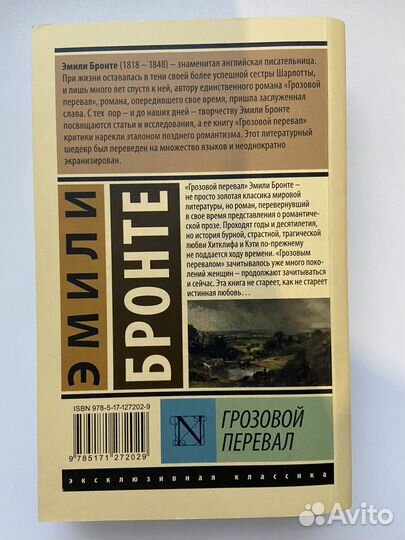 Эмили Бронте (1818 – 1848) – знаменитая английская писательница.
При жизни оставалась в тени своей более успешной сестры Шарлотты,
и лишь много лет спустя к ней, автору единственного романа «Грозовой
перевал», романа, опередившего свое время, пришла заслуженная
слава. С тех пор – и до наших дней – творчеству Эмили Бронте
посвящаются статьи и исследования, а ее книгу «Грозовой перевал»
критики нарекли эталоном позднего романтизма. Этот литературный
шедевр был переведен на множество языков и неоднократно
экранизирован.
ЭМИЛИ
БРОНТЕ
«Грозовой перевал» Эмили Бронте –
не просто золотая классика мировой
литературы, но роман, перевернувший
в свое время представления о романтиче-
ской прозе. Проходят годы и десятилетия,
но история бурной, страстной, трагической
любви Хитклифа и Кэти по-прежнему
не поддается ходу времени. «Грозовым
перевалом» зачитывалось уже много поко-
лений женщин – продолжают зачитываться
и сейчас. Эта книга не стареет, как не стареет
истинная любовь…
ISBN 978-5-17-127202-9
9 785171 272029
N
ГРОЗОВОЙ
ПЕРЕВАЛ
эксклюзивная классика
Avito